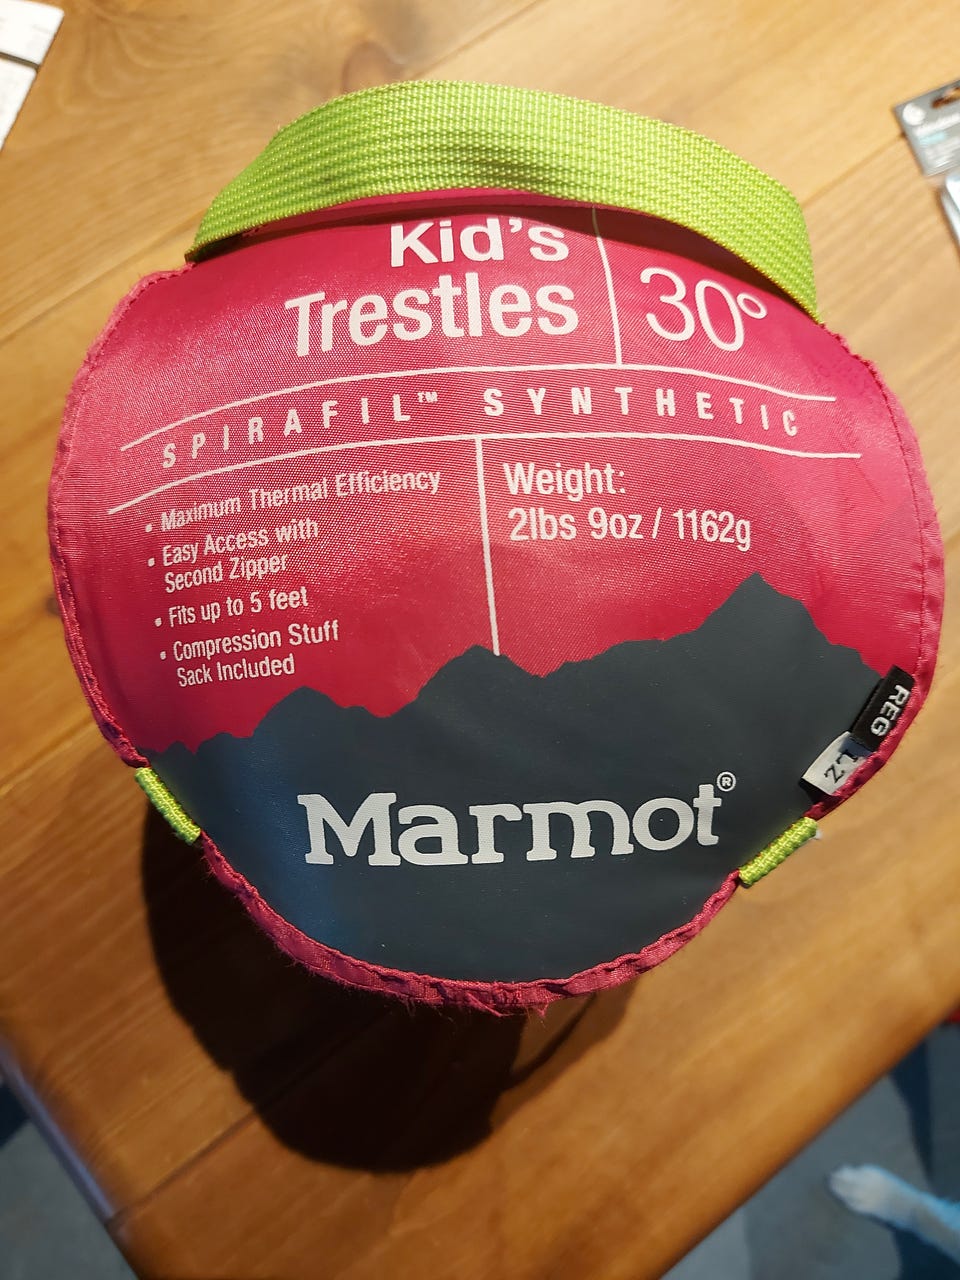 Kid's
Trestles
30°
SPIRAFIL™ SYNTHETIC
• Maximum Thermal Efficiency
• Easy Access with
Second Zipper
• Fits up to 5 feet
• Compression Stuff
Sack Included
Weight:
2lbs 9oz / 1162g
REG
LZ
Marmot®